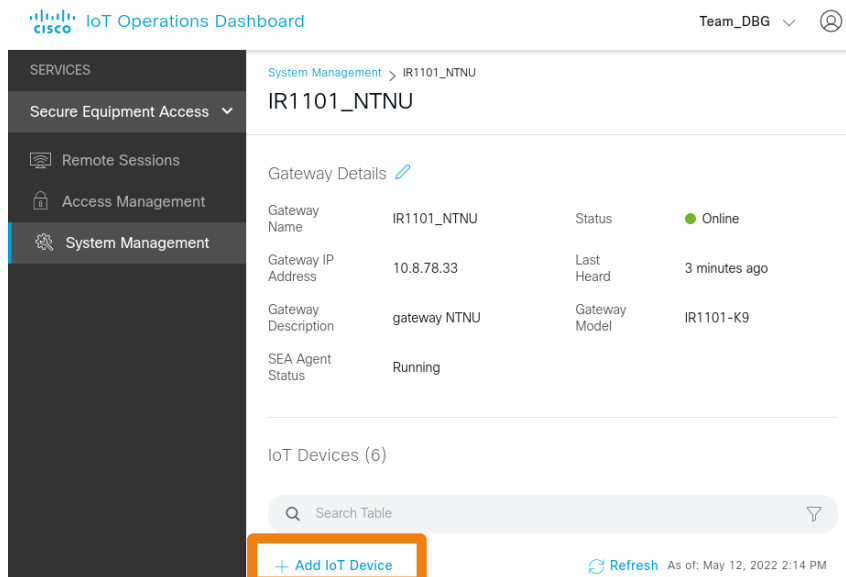 CISCO IoT Operations Dashboard
Team_DBG
SERVICES
Secure Equipment Access
Remote Sessions
Access Management
System Management
System Management > IR1101_NTNU
IR1101_NTNU
Gateway Details
Gateway Name IR1101_NTNU Status Online
Gateway IP Address 10.8.78.33 Last Heard 3 minutes ago
Gateway Description gateway NTNU Gateway Model IR1101-K9
SEA Agent Status Running
IoT Devices (6)
Search Table
+ Add IoT Device Refresh As of: May 12, 2022 2:14 PM